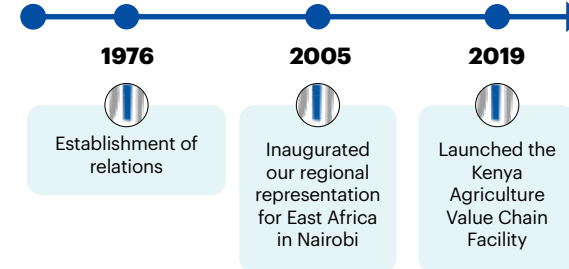 1976
Establishment of
relations
2005
Inaugurated
our regional
representation
for East Africa
in Nairobi
2019
Launched the
Kenya
Agriculture
Value Chain
Facility